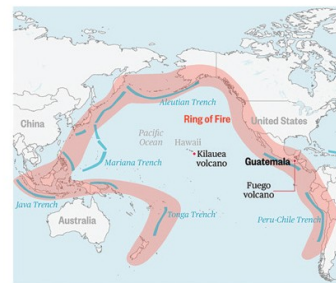 Aleutian Trench
Ring of Fire
United States
China
Pacific
Ocean
Hawaii
Kilauea
volcano
Mariana Trench
Guatemala
Fuego
volcano
Java Trench
Australia
Tonga Trench
Peru-Chile Trench